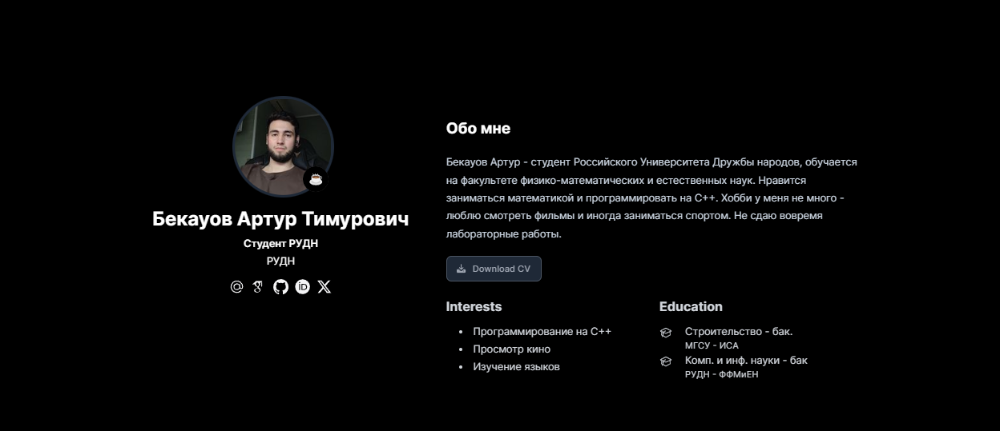 Бекауов Артур Тимурович
Студент РУДН
РУДН
Обо мне
Бекауов Артур - студент Российского Университета Дружбы народов, обучается
на факультете физико-математических и естественных наук. Нравится
заниматься математикой и программировать на C++. Хобби у меня не много -
люблю смотреть фильмы и иногда заниматься спортом. Не сдаю вовремя
лабораторные работы.
Download CV
Interests
Программирование на C++
Просмотр кино
Изучение языков
Education
Строительство - бак.
МГСУ - ИСА
Комп. и инф. науки - бак
РУДН - ФФМиЕН